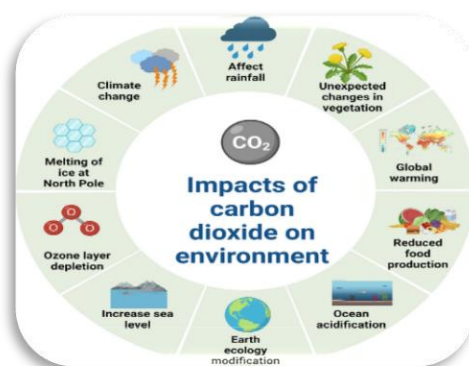 CO₂
Impacts of
carbon
dioxide on
environment
Affect
rainfall
Unexpected
changes in
vegetation
Global
warming
Reduced
food
production
Ocean
acidification
Earth
ecology
modification
Increase sea
level
Ozone layer
depletion
O
O
O
Melting of
ice at
North Pole
Climate
change